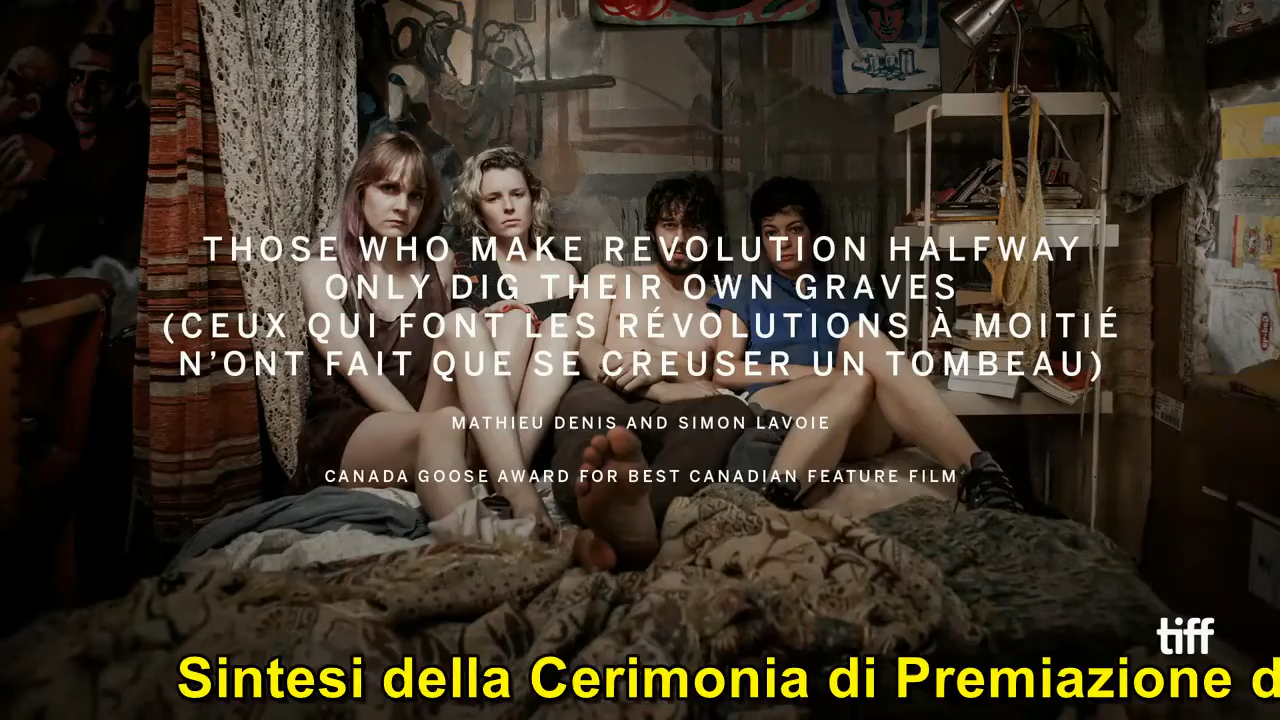 THOSE WHO MAKE REVOLUTION HALFWAY
ONLY DIG THEIR OWN GRAVES
(CEUX QUI FONT LES RÉVOLUTIONS À MOITIÉ
N'ONT FAIT QUE SE CREUSER UN TOMBEAU)
MATHIEU DENIS AND SIMON LAVOIE
CANADA GOOSE AWARD FOR BEST CANADIAN FEATURE FILM
tiff
Sintesi della Cerimonia di Premiazione d